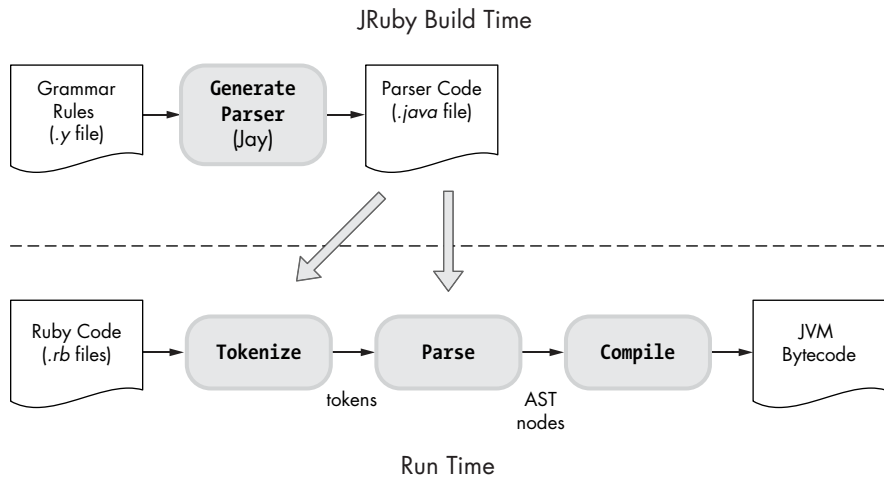 JRuby Build Time
Grammar
Rules
(.y file)
Generate
Parser
(Jay)
Parser Code
(.java file)
Ruby Code
(.rb files)
Tokenize
tokens
Parse
AST
nodes
Compile
JVM
Bytecode
Run Time